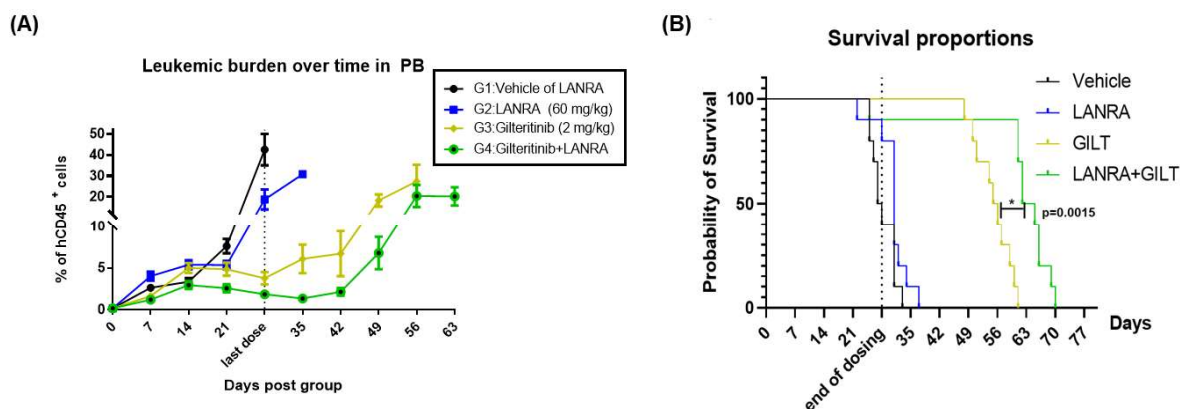 (A)
Leukemic burden over time in PB
G1:Vehicle of LANRA
G2:LANRA (60 mg/kg)
G3:Gilteritinib (2 mg/kg)
G4:Gilteritinib+LANRA
% of hCD45⁺ cells
50
40
30
20
10
5
0
0 7 14 21 last dose 35 42 49 56 63
Days post group
(B)
Survival proportions
Vehicle
LANRA
GILT
LANRA+GILT
Probability of Survival
100
50
0
*
p=0.0015
0 7 14 21 end of dosing 35 42 49 56 63 70 77
Days